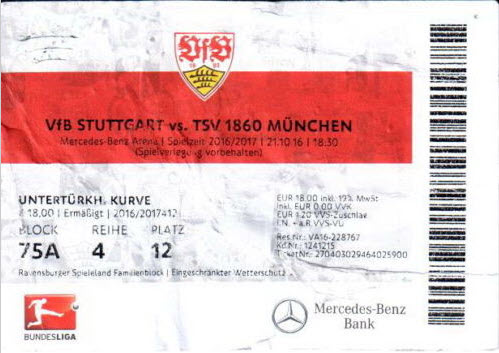 VfB
18 93
VfB STUTTGART vs. TSV 1860 MÜNCHEN
Mercedes-Benz Arena | Spielzeit 2016/2017 | 21.10.16 | 18:30
(Spielverlegung vorbehalten)
UNTERTÜRKH. KURVE
18,00 | Ermäßigt | 2016/2017412
BLOCK REIHE PLATZ
75A 4 12
Ravensburger Spieleland Familienblock | Eingeschränkter Wetterschutz
EUR 18.00 inkl. 19% MwSt
inkl. EUR 0.00 VVK
EUR 1.20 VVS-Zuschlag
Res.Nr.: VA16-228767
Kd.Nr.: 1241215
TicketNr.: 270403029464025900
BUNDESLIGA
Mercedes-Benz
Bank